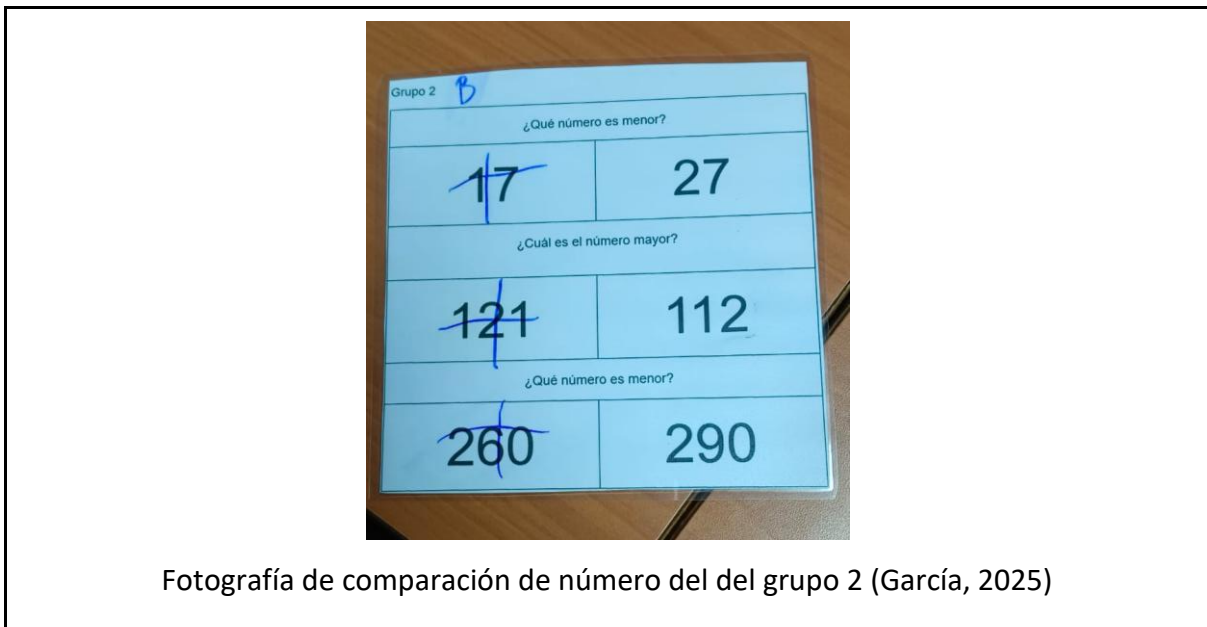 Grupo 2 B
¿Qué número es menor?
17 27
¿Cuál es el número mayor?
121 112
¿Qué número es menor?
260 290
Fotografía de comparación de número del del grupo 2 (García, 2025)